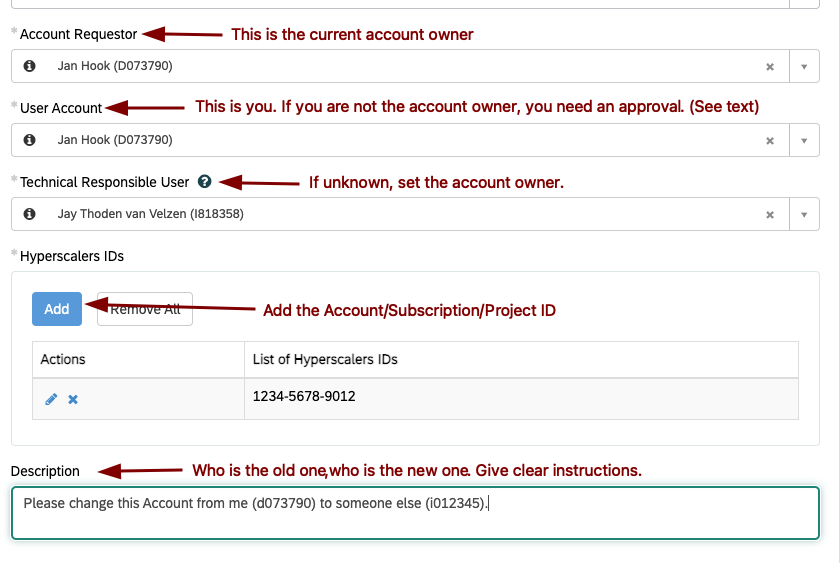 * Account Requestor This is the current account owner
Jan Hook (D073790)
* User Account This is you. If you are not the account owner, you need an approval. (See text)
Jan Hook (D073790)
* Technical Responsible User ? If unknown, set the account owner.
Jay Thoden van Velzen (I818358)
* Hyperscalers IDs
Add Remove All Add the Account/Subscription/Project ID
Actions List of Hyperscalers IDs
1234-5678-9012
Description Who is the old one,who is the new one. Give clear instructions.
Please change this Account from me (d073790) to someone else (i012345).